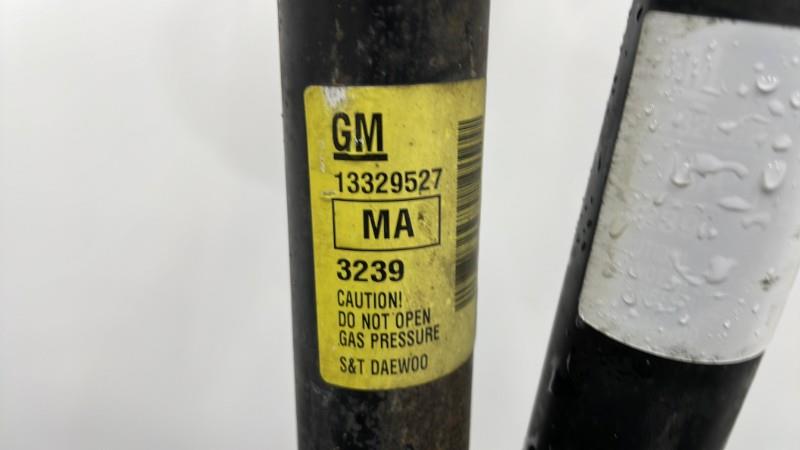 GM
13329527
MA
3239
CAUTION!
DO NOT OPEN
GAS PRESSURE
S&T DAEWOO